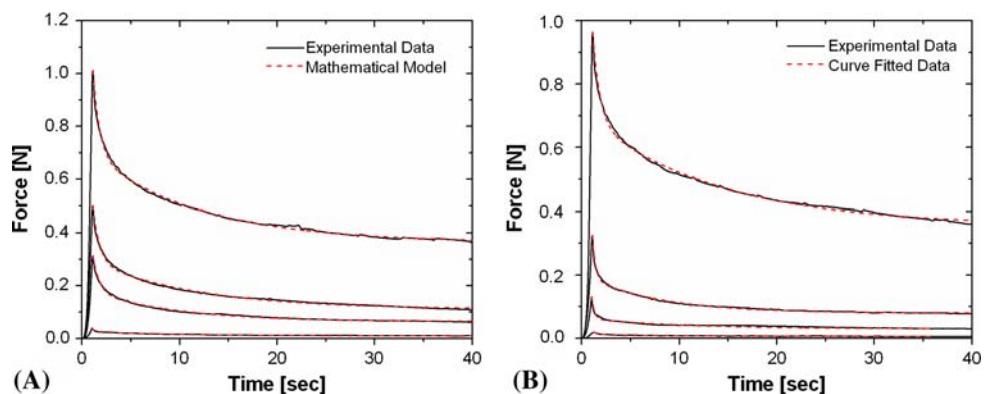 1.2
1.0
0.8
0.6
0.4
0.2
0.0
Force [N]
Experimental Data
Mathematical Model
0 10 20 30 40
Time [sec]
(A)
1.0
0.8
0.6
0.4
0.2
0.0
Force [N]
Experimental Data
Curve Fitted Data
0 10 20 30 40
Time [sec]
(B)